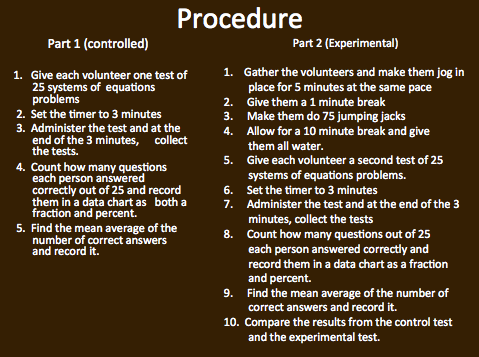 Procedure
Part 1 (controlled)
1. Give each volunteer one test of
25 systems of equations
problems
2. Set the timer to 3 minutes
3. Administer the test and at the
end of the 3 minutes, collect
the tests.
4. Count how many questions
each person answered
correctly out of 25 and record
them in a data chart as both a
fraction and percent.
5. Find the mean average of the
number of correct answers
and record it.
Part 2 (Experimental)
1. Gather the volunteers and make them jog in
place for 5 minutes at the same pace
2. Give them a 1 minute break
3. Make them do 75 jumping jacks
4. Allow for a 10 minute break and give
them all water.
5. Give each volunteer a second test of 25
systems of equations problems.
6. Set the timer to 3 minutes
7. Administer the test and at the end of the 3
minutes, collect the tests
8. Count how many questions out of 25
each person answered correctly and
record them in a data chart as a fraction
and percent.
9. Find the mean average of the number of
correct answers and record it.
10. Compare the results from the control test
and the experimental test.